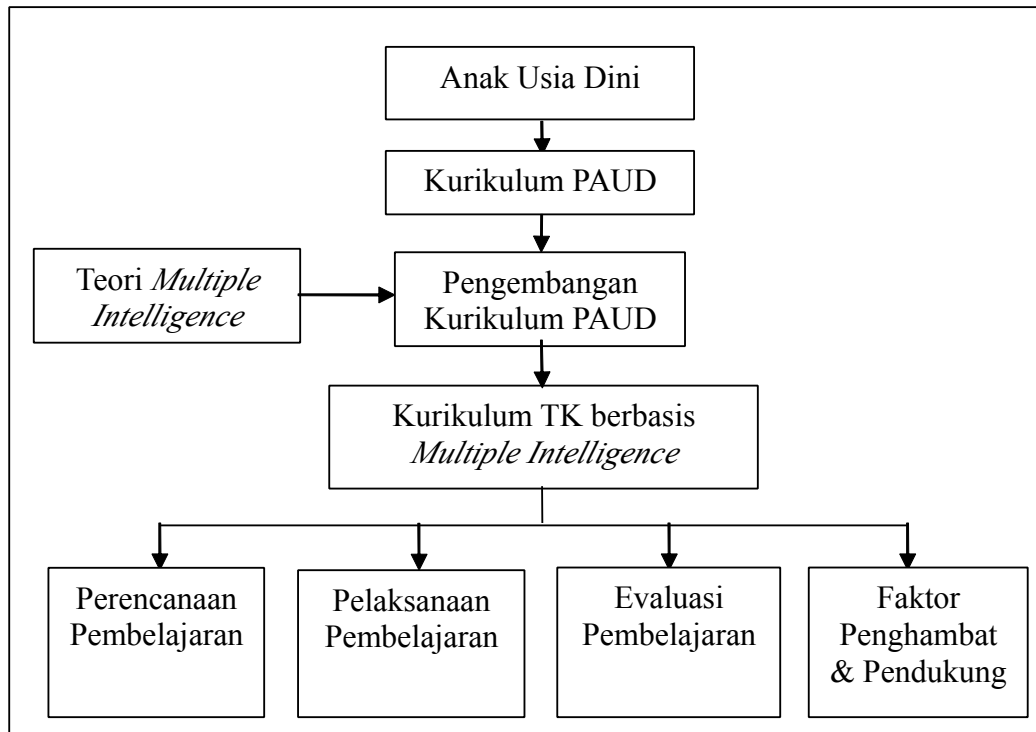 Anak Usia Dini
Kurikulum PAUD
Teori Multiple
Intelligence
Pengembangan
Kurikulum PAUD
Kurikulum TK berbasis
Multiple Intelligence
Perencanaan
Pembelajaran
Pelaksanaan
Pembelajaran
Evaluasi
Pembelajaran
Faktor
Penghambat
& Pendukung